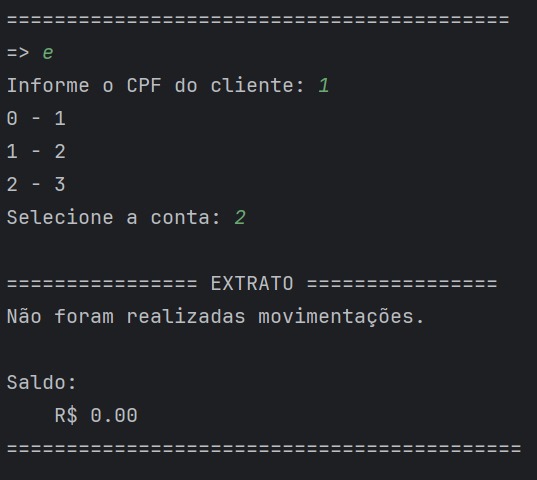 ==========================================
=> e
Informe o CPF do cliente: 1
0 - 1
1 - 2
2 - 3
Selecione a conta: 2
================ EXTRATO ================
Não foram realizadas movimentações.
Saldo:
R$ 0.00
===========================================